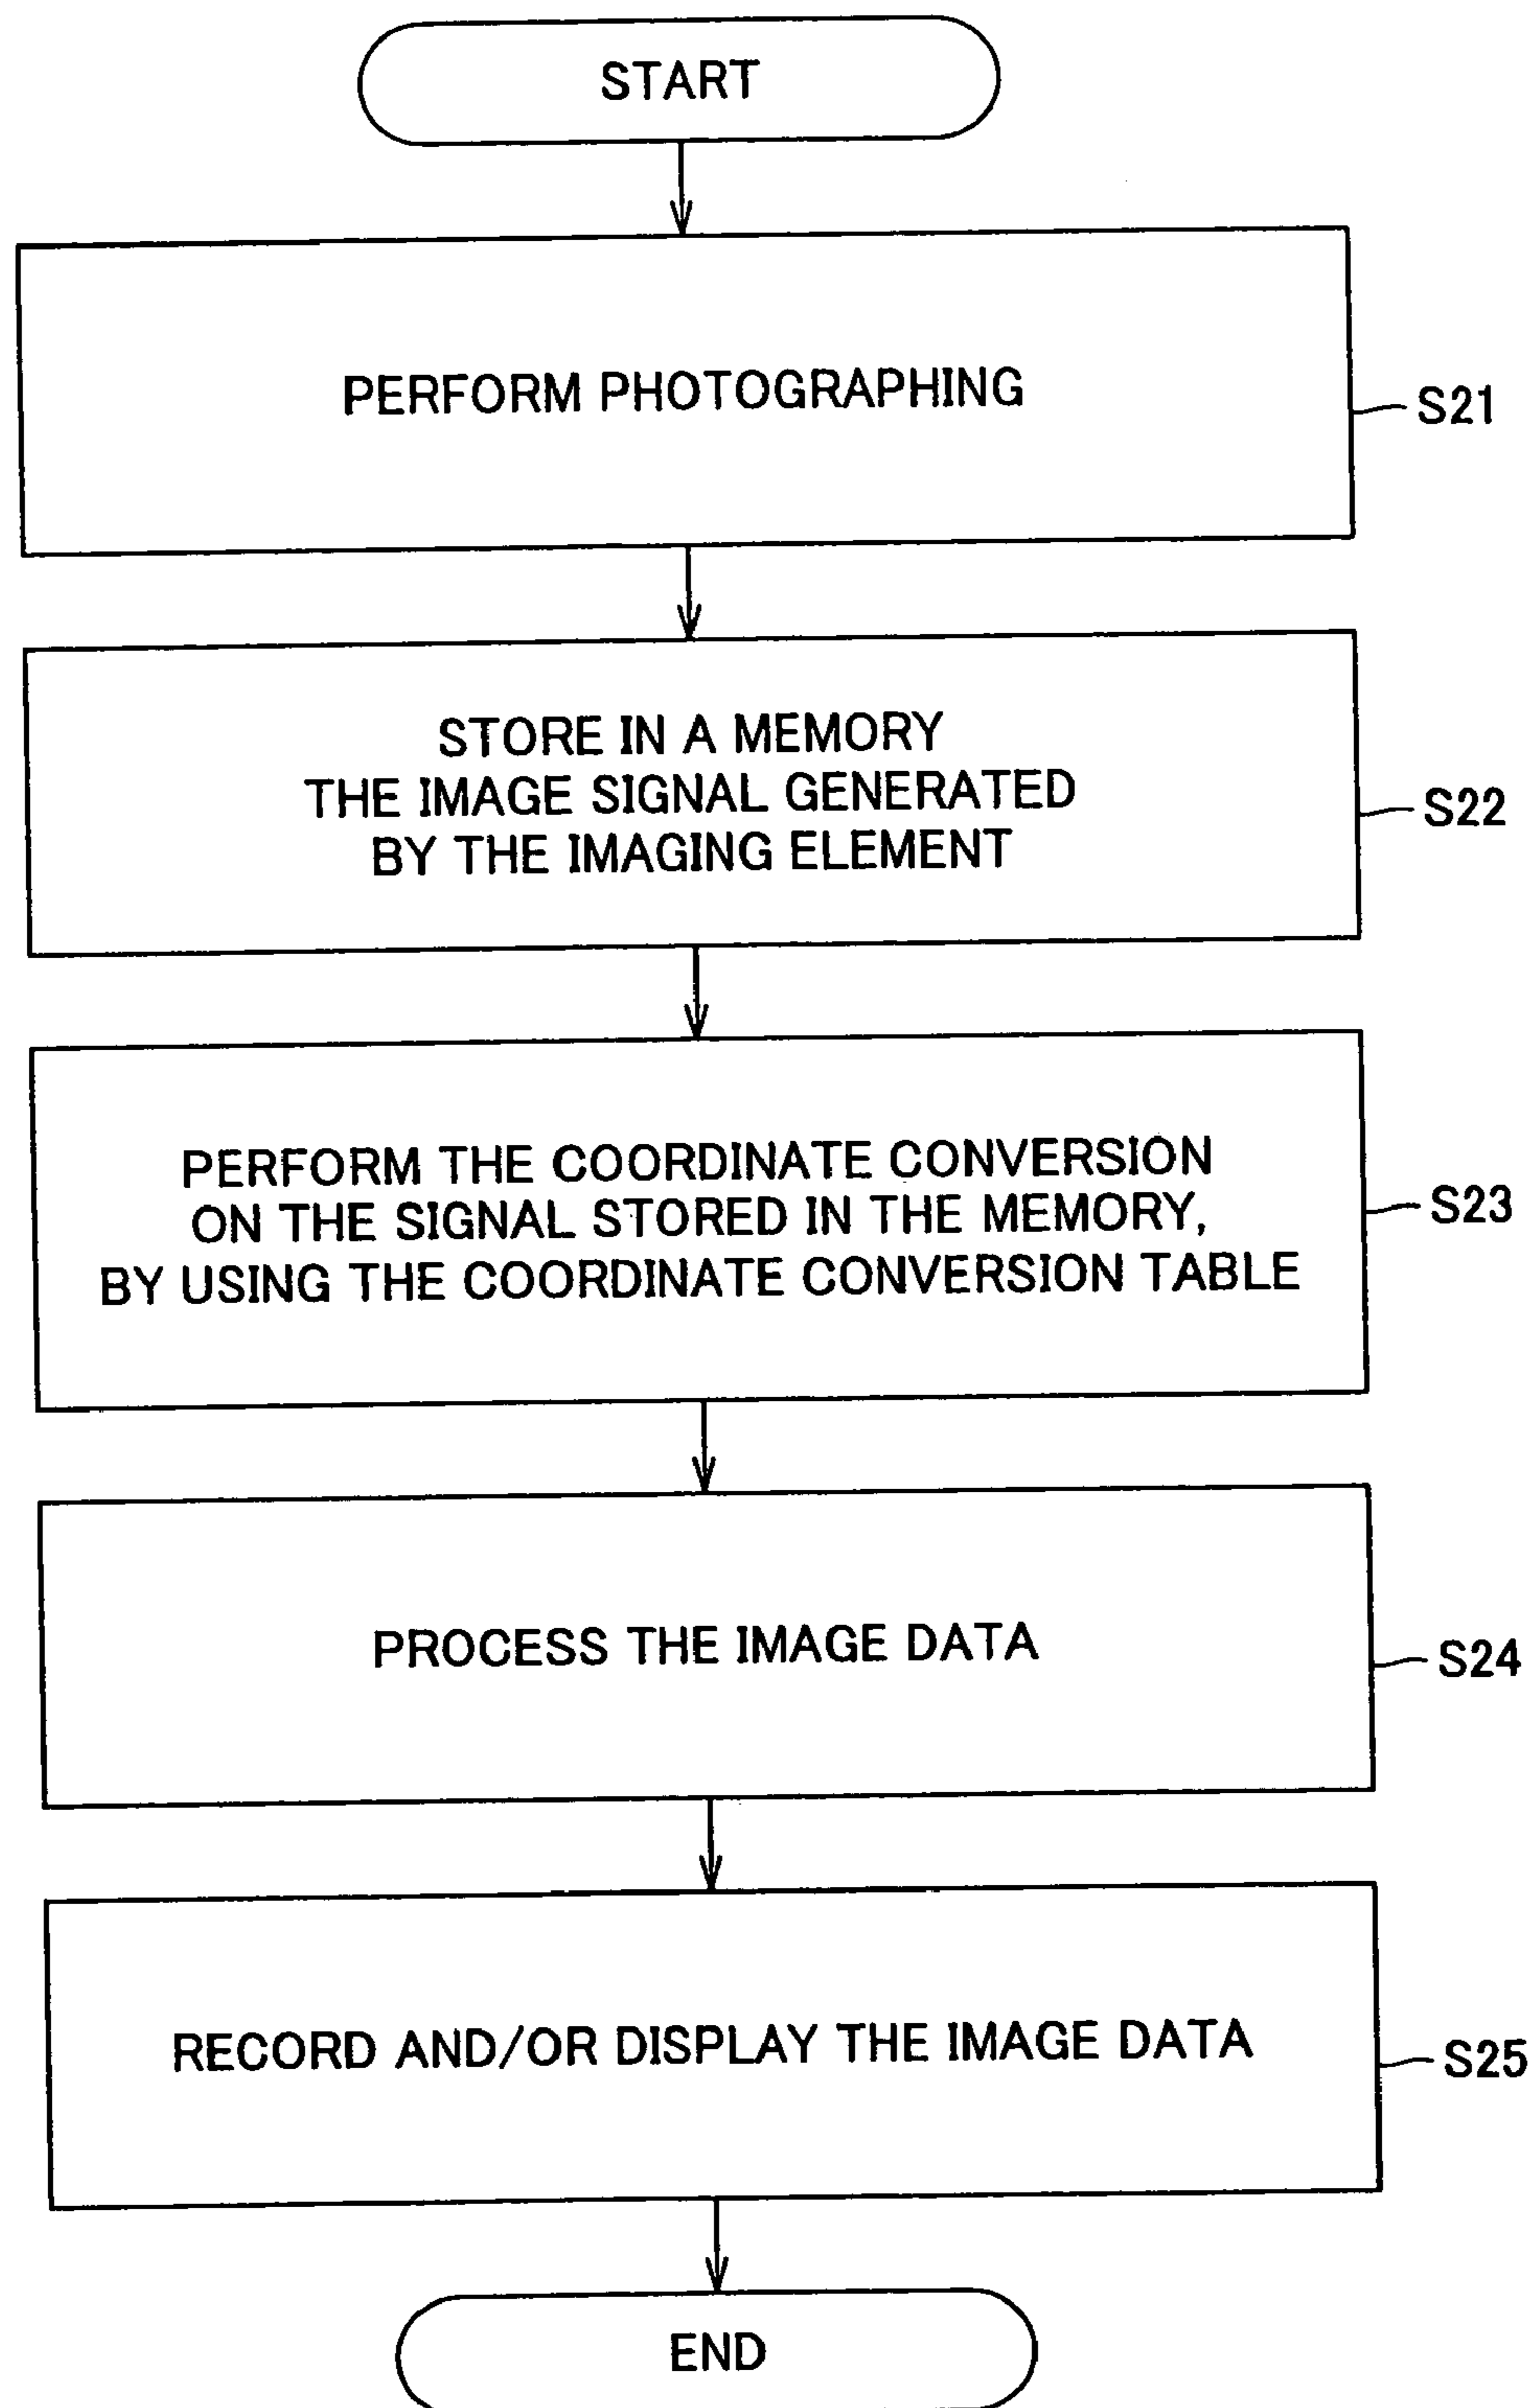 START
PERFORM PHOTOGRAPHING
S21
STORE IN A MEMORY
THE IMAGE SIGNAL GENERATED
BY THE IMAGING ELEMENT
S22
PERFORM THE COORDINATE CONVERSION
ON THE SIGNAL STORED IN THE MEMORY,
BY USING THE COORDINATE CONVERSION TABLE
S23
PROCESS THE IMAGE DATA
S24
RECORD AND/OR DISPLAY THE IMAGE DATA
S25
END